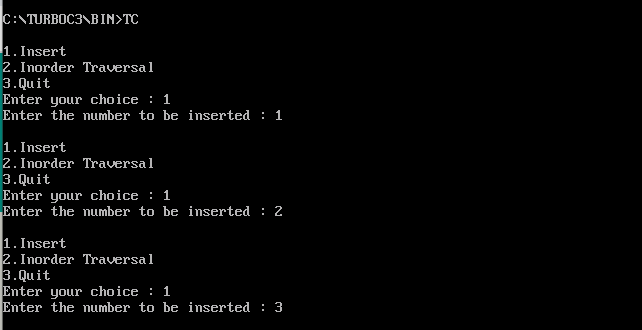 C:\TURBOC3\BIN>TC
1.Insert
2.Inorder Traversal
3.Quit
Enter your choice : 1
Enter the number to be inserted : 1
1.Insert
2.Inorder Traversal
3.Quit
Enter your choice : 1
Enter the number to be inserted : 2
1.Insert
2.Inorder Traversal
3.Quit
Enter your choice : 1
Enter the number to be inserted : 3